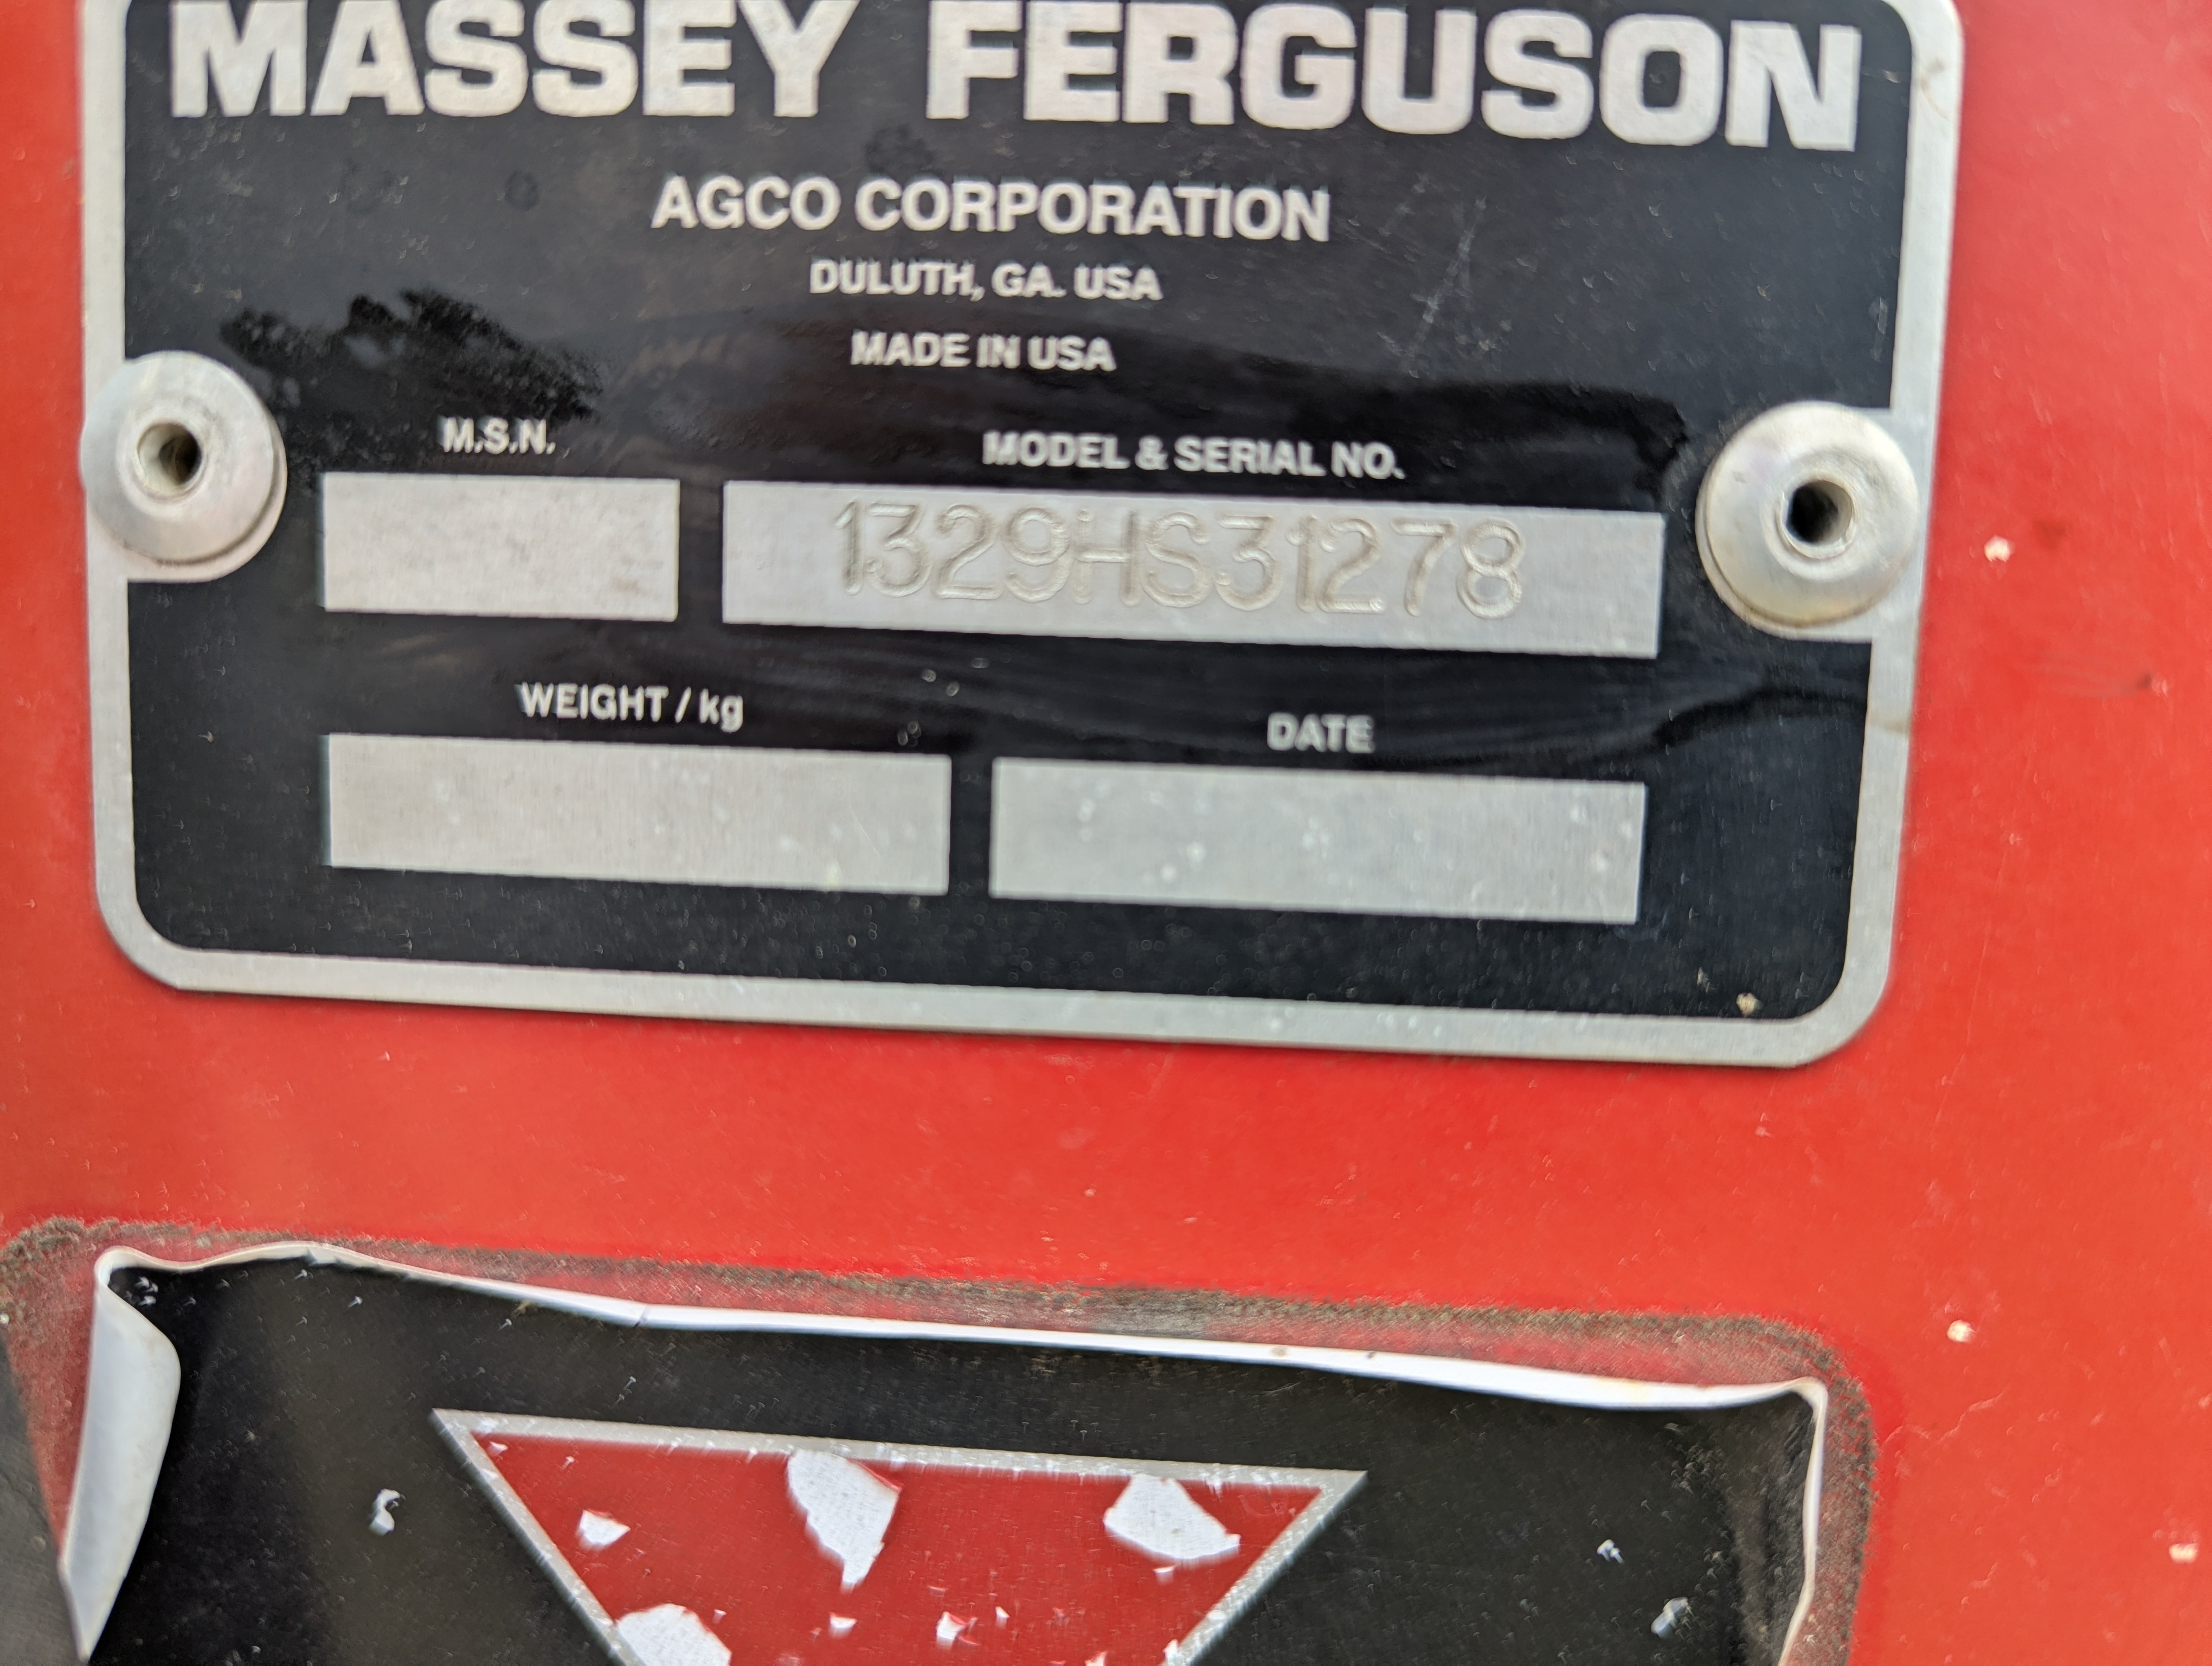 MASSEY FERGUSON
AGCO CORPORATION
DULUTH, GA. USA
MADE IN USA
M.S.N. MODEL & SERIAL NO.
1329HS31278
WEIGHT / kg DATE